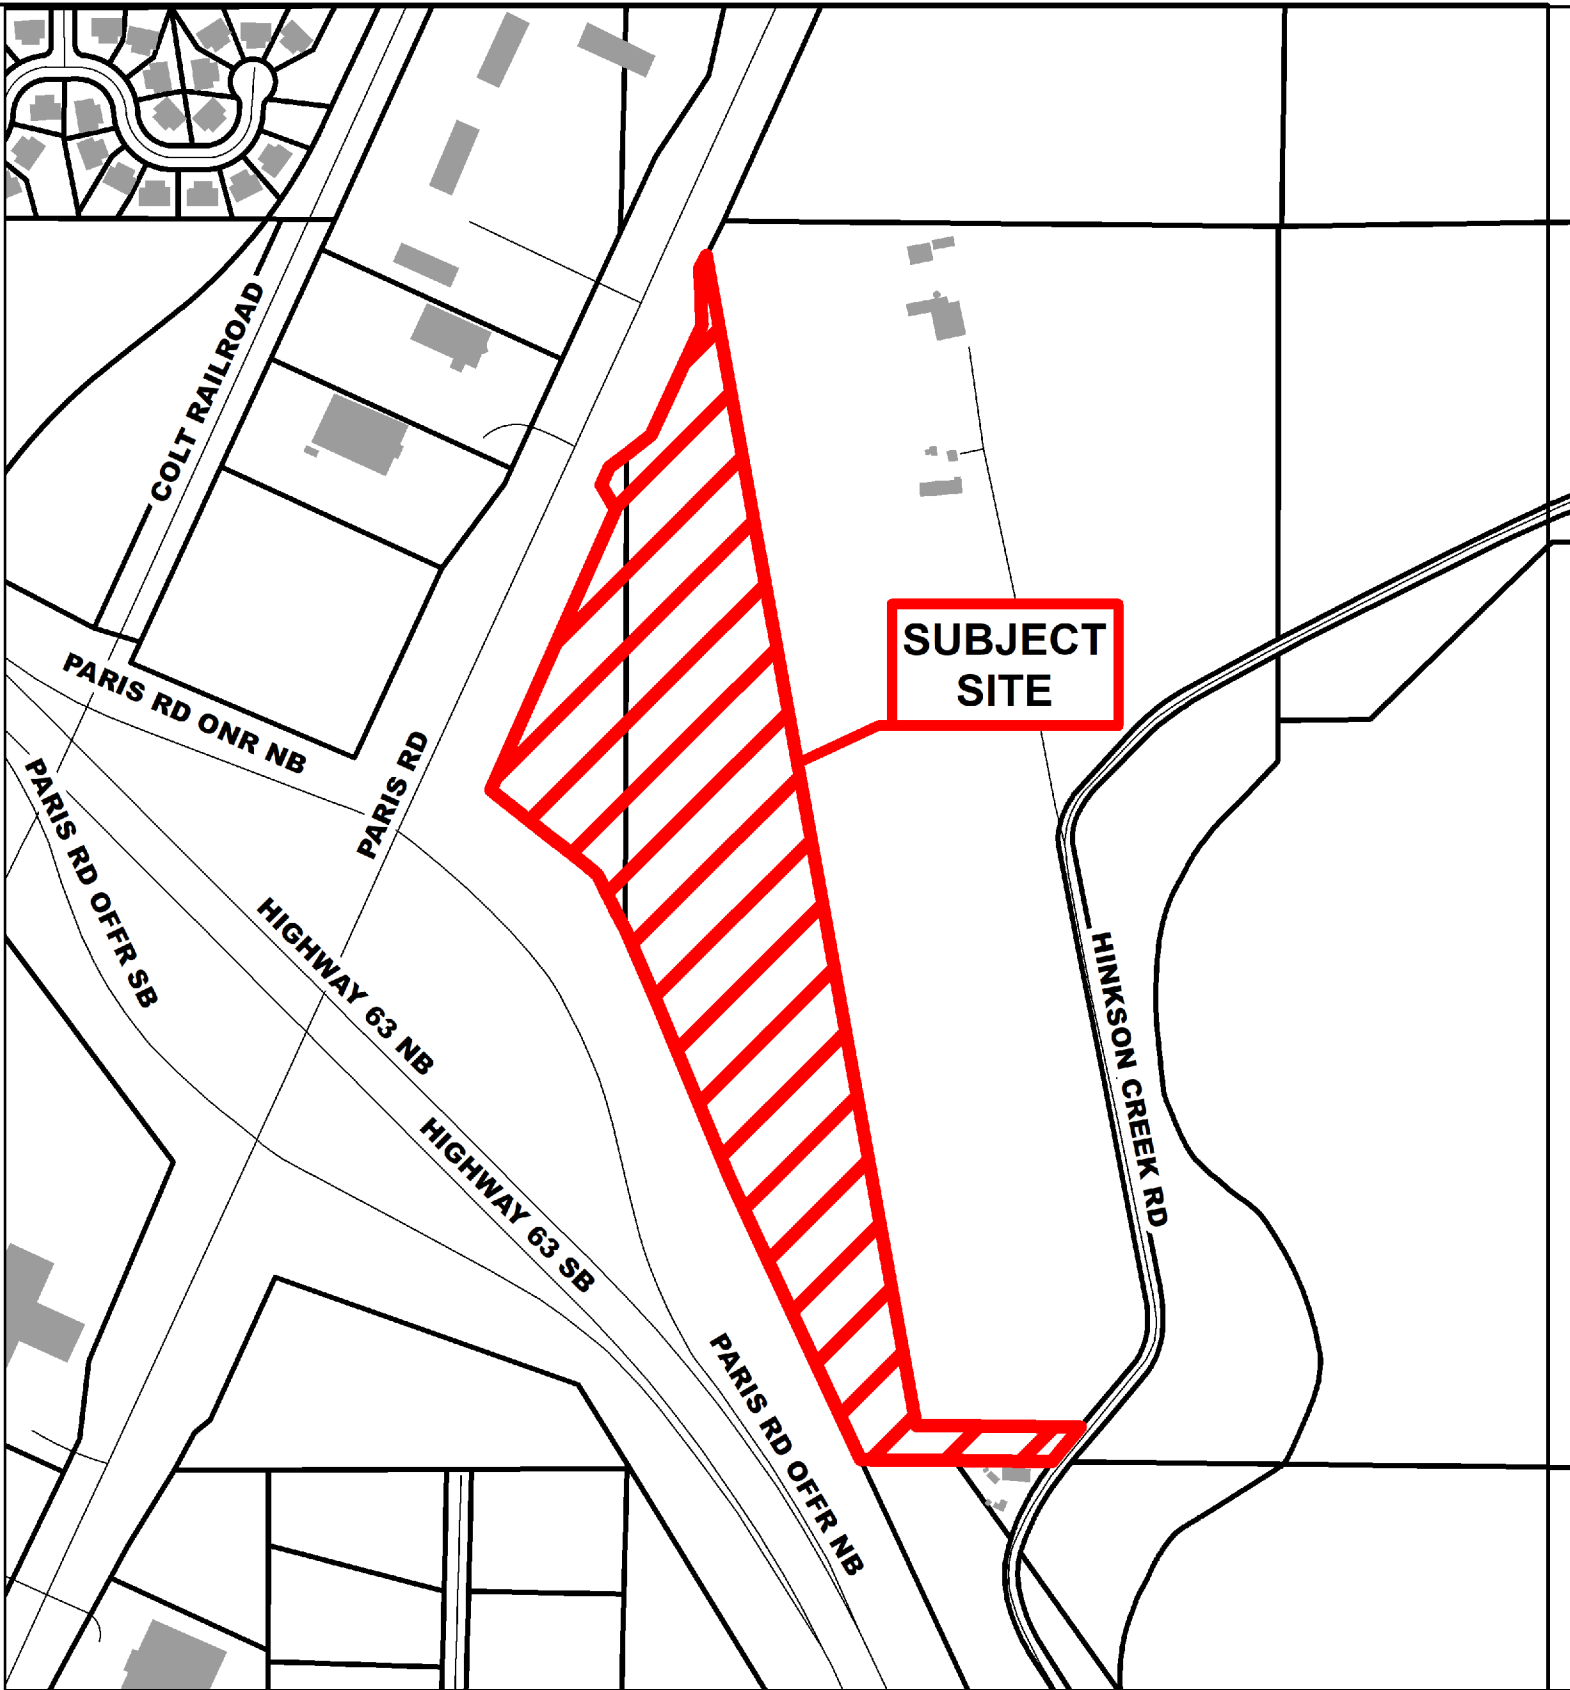 COLT RAILROAD
SUBJECT
SITE
PARIS RD ONR NB
PARIS RD
PARIS RD OFFR SB
HIGHWAY 63 NB
HINKSON CREEK RD
HIGHWAY 63 SB
PARIS RD OFFR NB